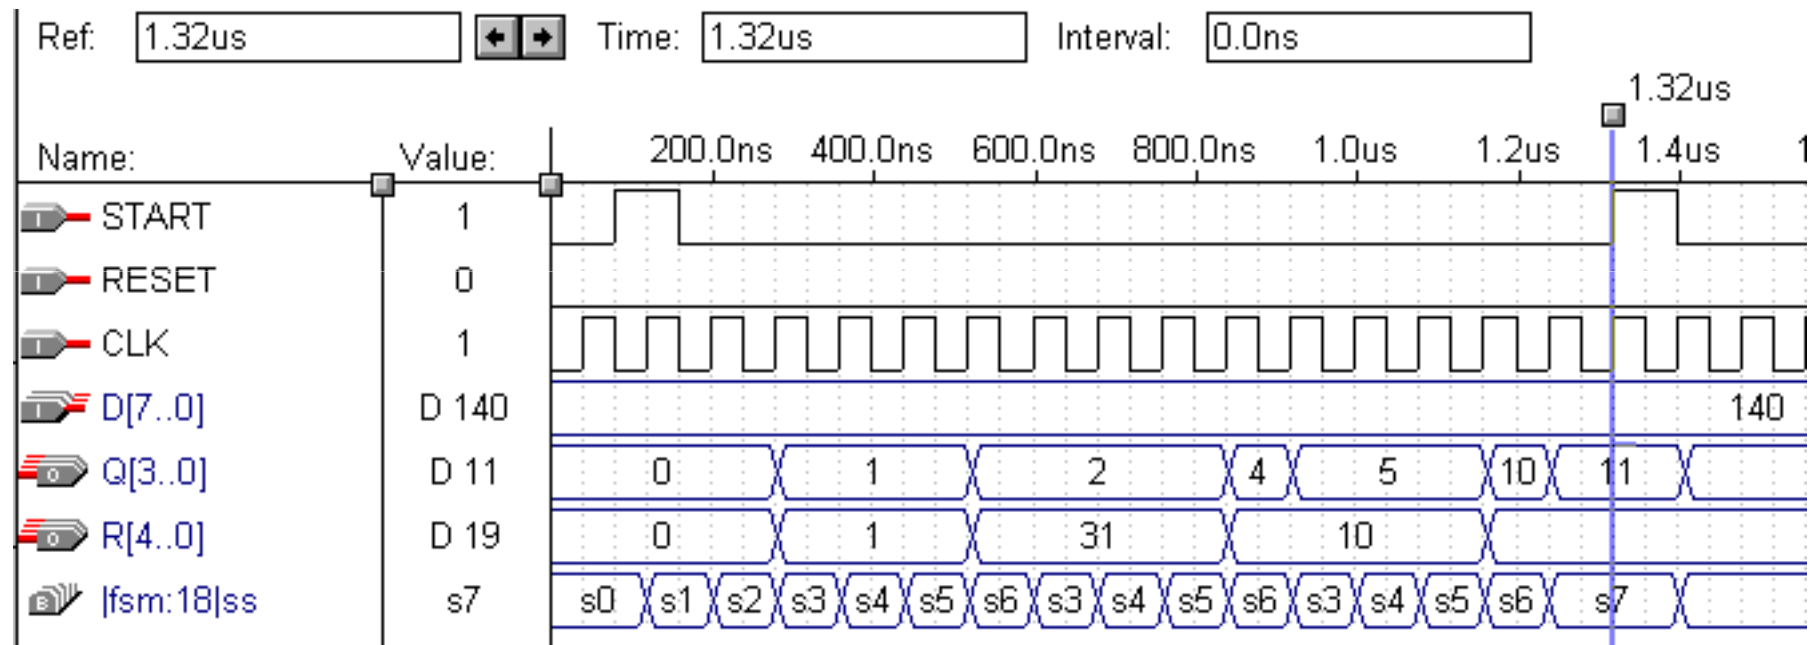 Ref: 1.32us Time: 1.32us Interval: 0.0ns
1.32us
Name: Value: 200.0ns 400.0ns 600.0ns 800.0ns 1.0us 1.2us 1.4us 1
START 1
RESET 0
CLK 1
D[7..0] D 140 140
Q[3..0] D 11 0 1 2 4 5 10 11
R[4..0] D 19 0 1 31 10
|fsm:18|ss s7 s0 s1 s2 s3 s4 s5 s6 s3 s4 s5 s6 s3 s4 s5 s6 s7